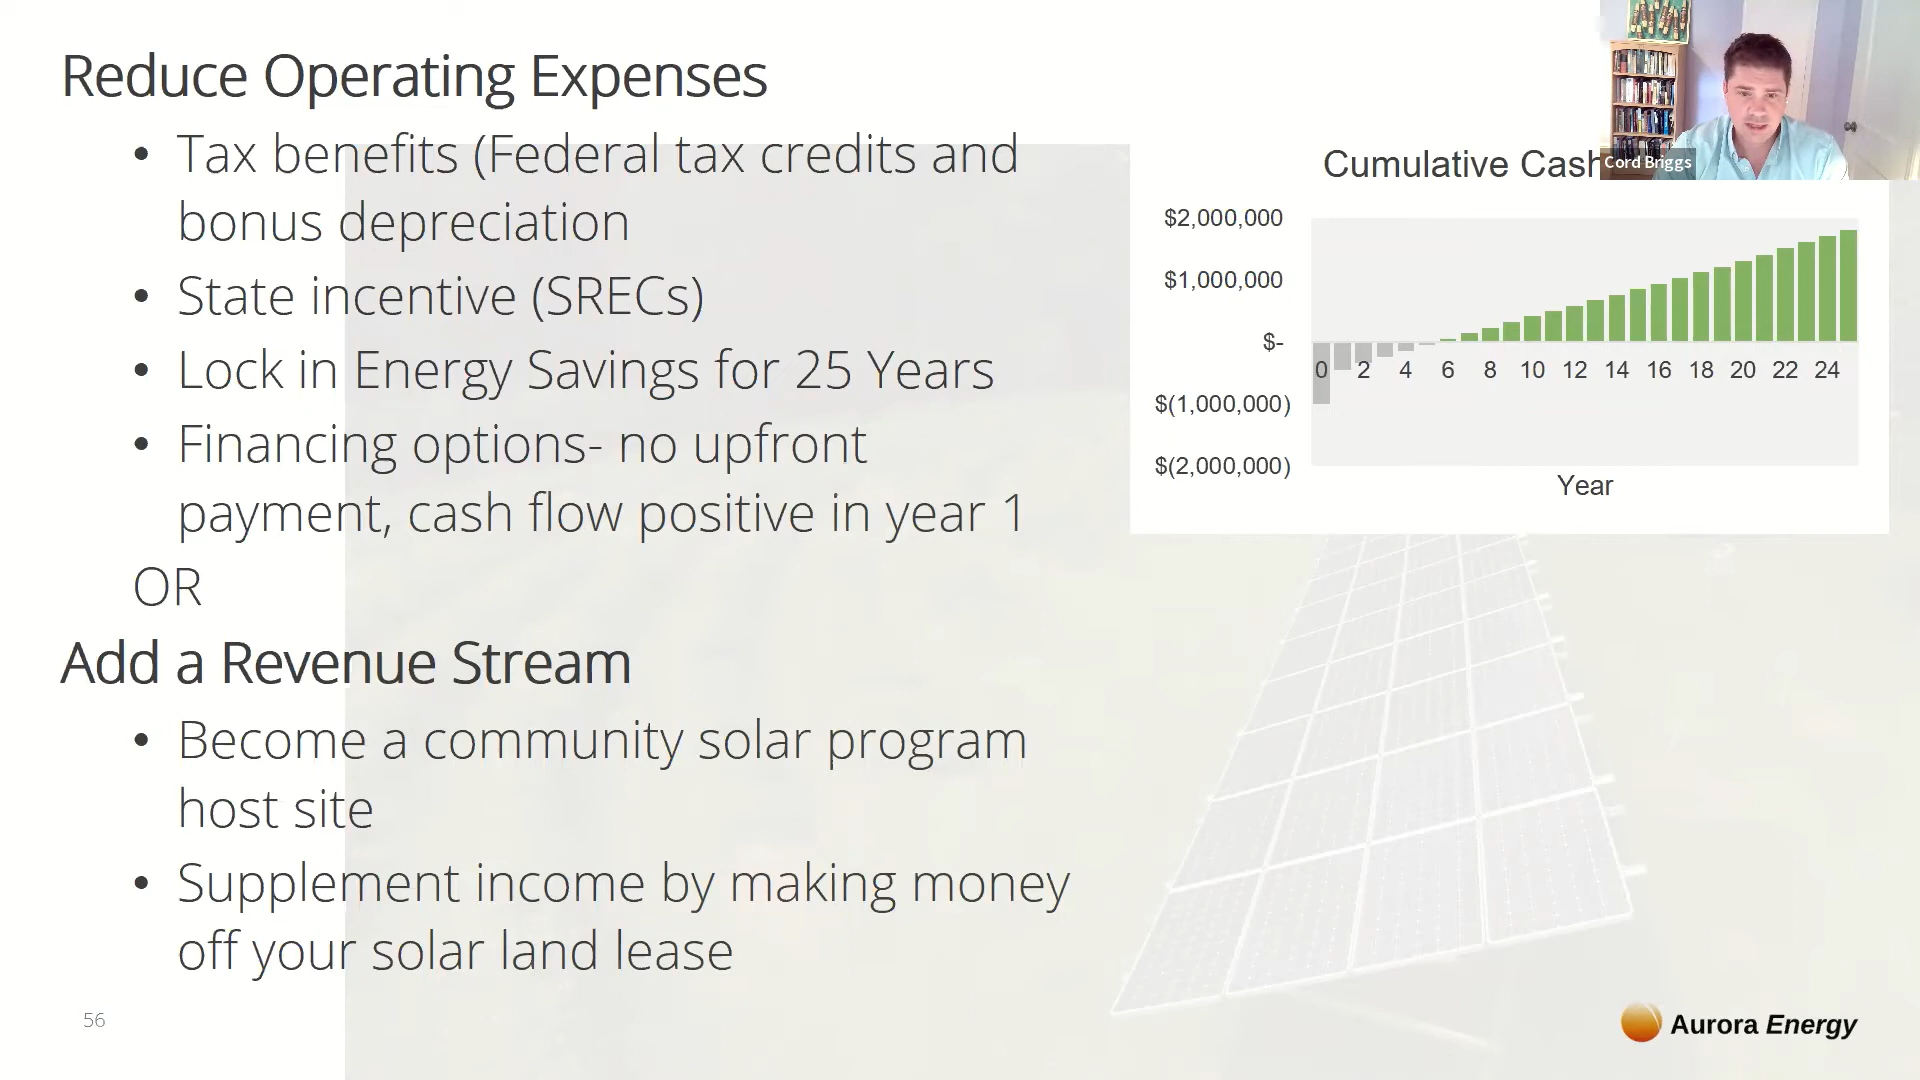 Reduce Operating Expenses
• Tax benefits (Federal tax credits and
bonus depreciation
• State incentive (SRECs)
• Lock in Energy Savings for 25 Years
• Financing options- no upfront
payment, cash flow positive in year 1
OR
Add a Revenue Stream
• Become a community solar program
host site
• Supplement income by making money
off your solar land lease
56
Cumulative Cash
Cord Briggs
$2,000,000
$1,000,000
$-
0 2 4 6 8 10 12 14 16 18 20 22 24
$(1,000,000)
$(2,000,000)
Year
Aurora Energy